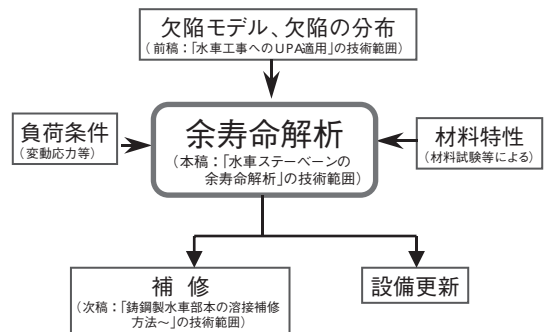 欠陥モデル、欠陥の分布
(前稿:「水車工事へのUPA適用」の技術範囲)
負荷条件
(変動応力等)
余寿命解析
(本稿:「水車ステーベーンの
余寿命解析」の技術範囲)
材料特性
(材料試験等による)
補 修
(次稿:「鋳鋼製水車部本の溶接補修
方法～」の技術範囲)
設備更新